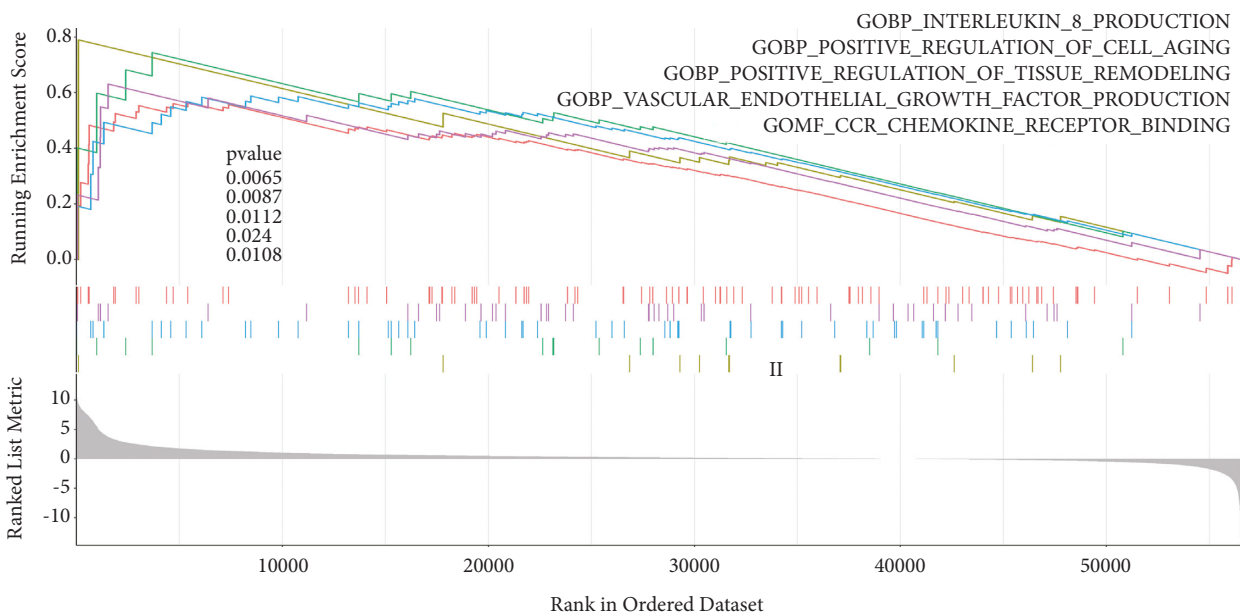 GOBP_INTERLEUKIN_8_PRODUCTION
GOBP_POSITIVE_REGULATION_OF_CELL_AGING
GOBP_POSITIVE_REGULATION_OF_TISSUE_REMODELING
GOBP_VASCULAR_ENDOTHELIAL_GROWTH_FACTOR_PRODUCTION
GOMF_CCR_CHEMOKINE_RECEPTOR_BINDING
Running Enrichment Score
0.8
0.6
0.4
0.2
0.0
pvalue
0.0065
0.0087
0.0112
0.024
0.0108
II
Ranked List Metric
10
5
0
-5
-10
10000 20000 30000 40000 50000
Rank in Ordered Dataset